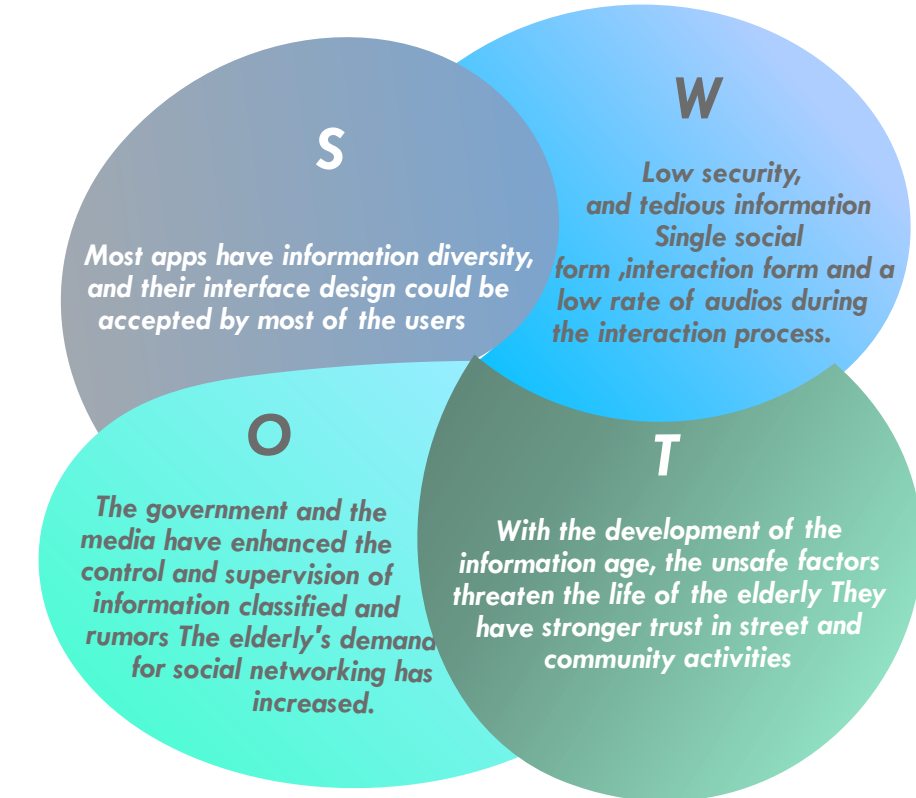 S
Most apps have information diversity,
and their interface design could be
accepted by most of the users
W
Low security,
and tedious information
Single social
form ,interaction form and a
low rate of audios during
the interaction process.
O
The government and the
media have enhanced the
control and supervision of
information classified and
rumors The elderly's demand
for social networking has
increased.
T
With the development of the
information age, the unsafe factors
threaten the life of the elderly They
have stronger trust in street and
community activities